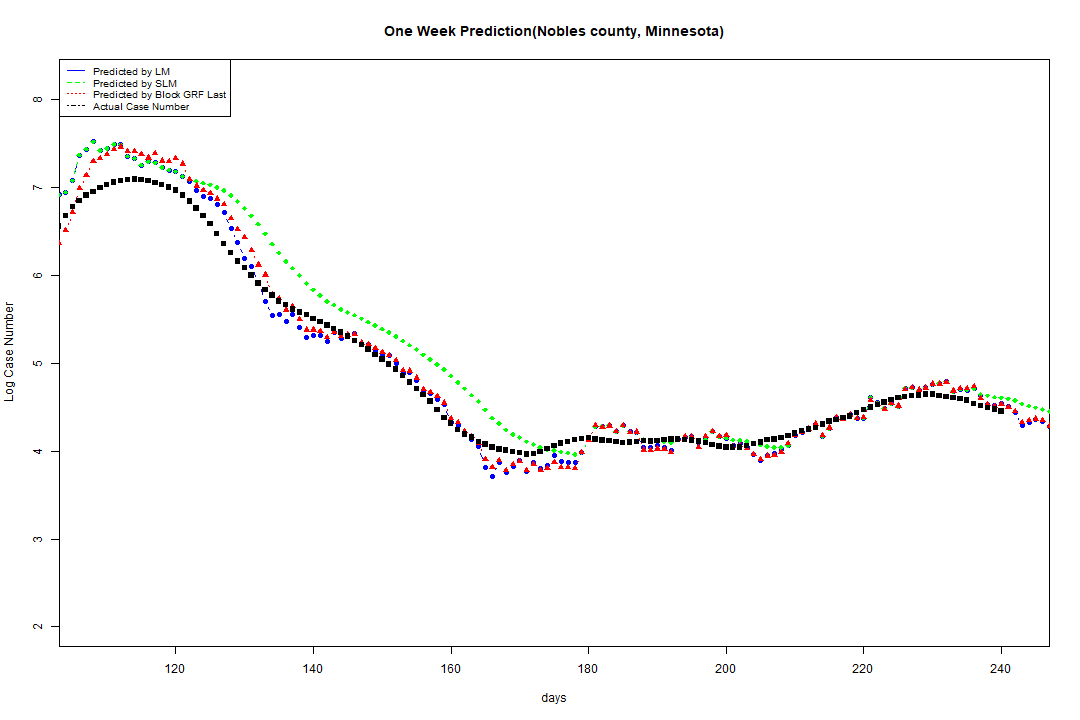 One Week Prediction(Nobles county, Minnesota)
Predicted by LM
Predicted by SLM
Predicted by Block GRF Last
Actual Case Number
8
7
6
5
4
3
2
Log Case Number
120 140 160 180 200 220 240
days